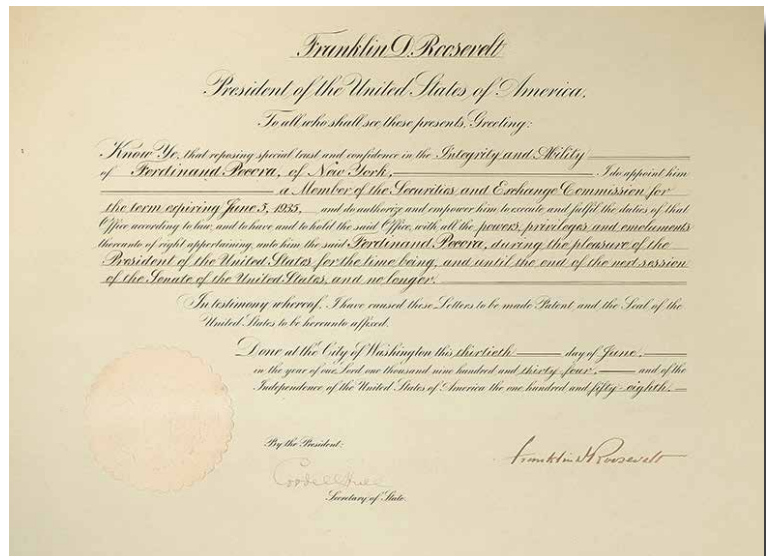 Franklin D. Roosevelt
President of the United States of America.
To all who shall see these presents, Greeting:
Know Ye, that reposing special trust and confidence in the Integrity and Ability
of Ferdinand Pecora, of New York, I do appoint him
a Member of the Securities and Exchange Commission for
the term expiring June 5, 1935, and do authorize and empower him to execute and fulfil the duties of that
Office according to law, and to have and to hold the said Office, with all the powers, privileges and emoluments
thereunto of right appertaining, unto him the said Ferdinand Pecora, during the pleasure of the
President of the United States for the time being, and until the end of the next session
of the Senate of the United States, and no longer.
In testimony whereof, I have caused these Letters to be made Patent and the Seal of the
United States to be hereunto affixed.
Done at the City of Washington this thirtieth day of June,
in the year of our Lord one thousand nine hundred and thirty-four, and of the
Independence of the United States of America the one hundred and fifty-eighth.
By the President:
Franklin D Roosevelt
Cordell Hull
Secretary of State.